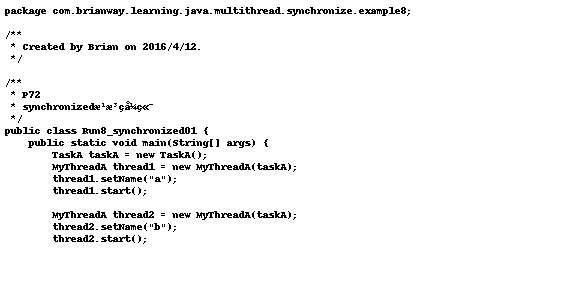 package com.brianway.learning.java.multithread.synchronize.example8;
/**
 * Created by Brian on 2016/4/12.
 */
/**
 * P72
 * synchronizedæ¹æ³çå¼ç«¯
 */
public class Run8_synchronized01 {
    public static void main(String[] args) {
        TaskA taskA = new TaskA();
        MyThreadA thread1 = new MyThreadA(taskA);
        thread1.setName("a");
        thread1.start();
        MyThreadA thread2 = new MyThreadA(taskA);
        thread2.setName("b");
        thread2.start();